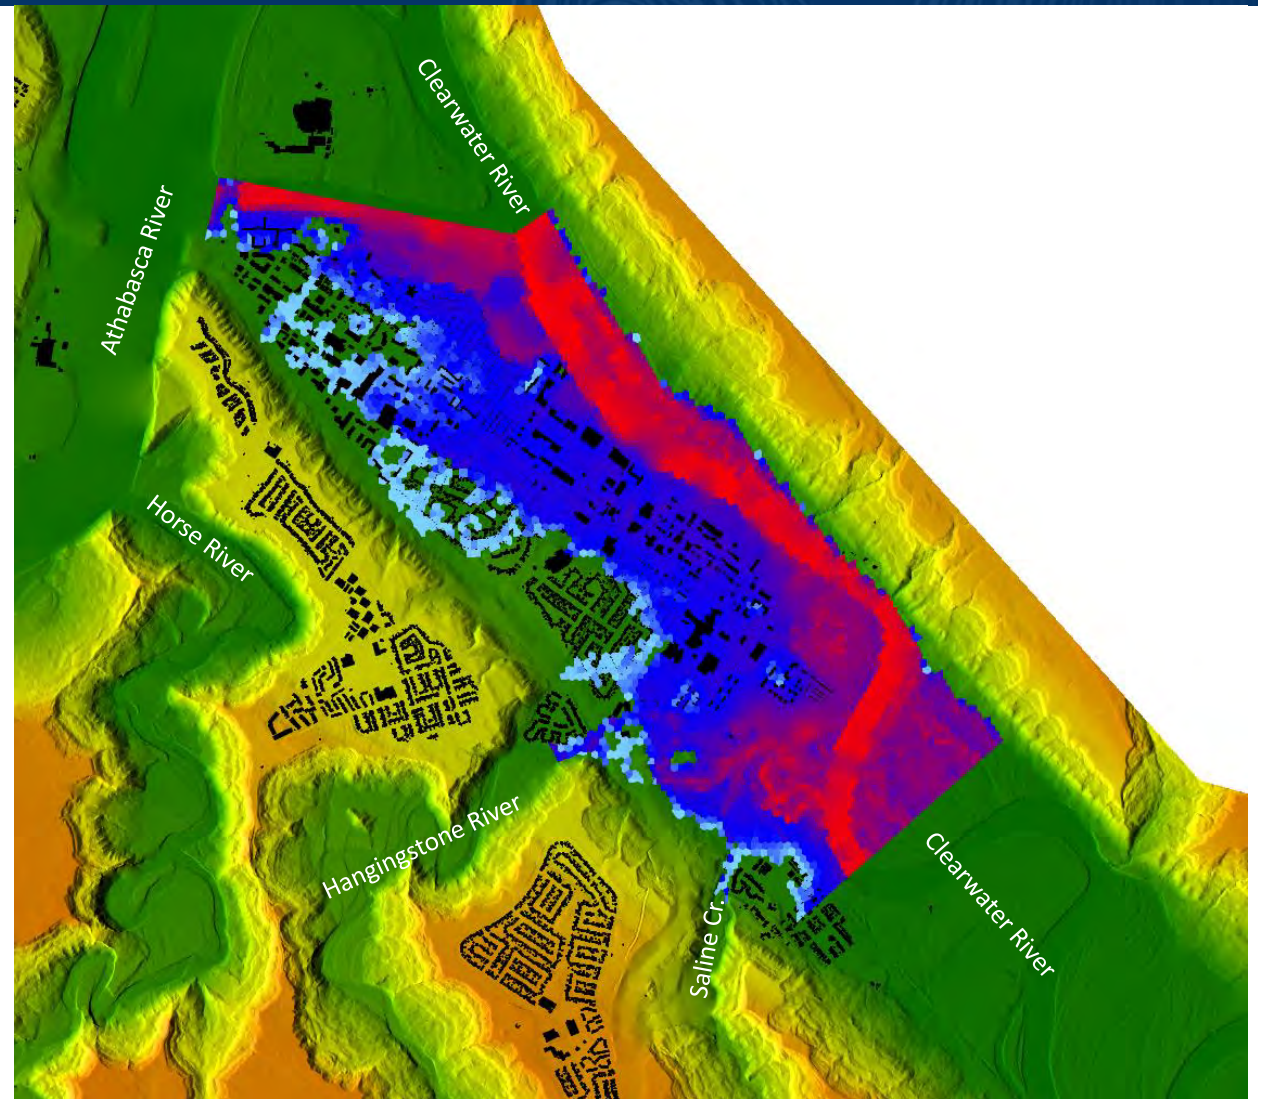 Clearwater River
Athabasca River
Horse River
Hangingstone River
Saline Cr.
Clearwater River